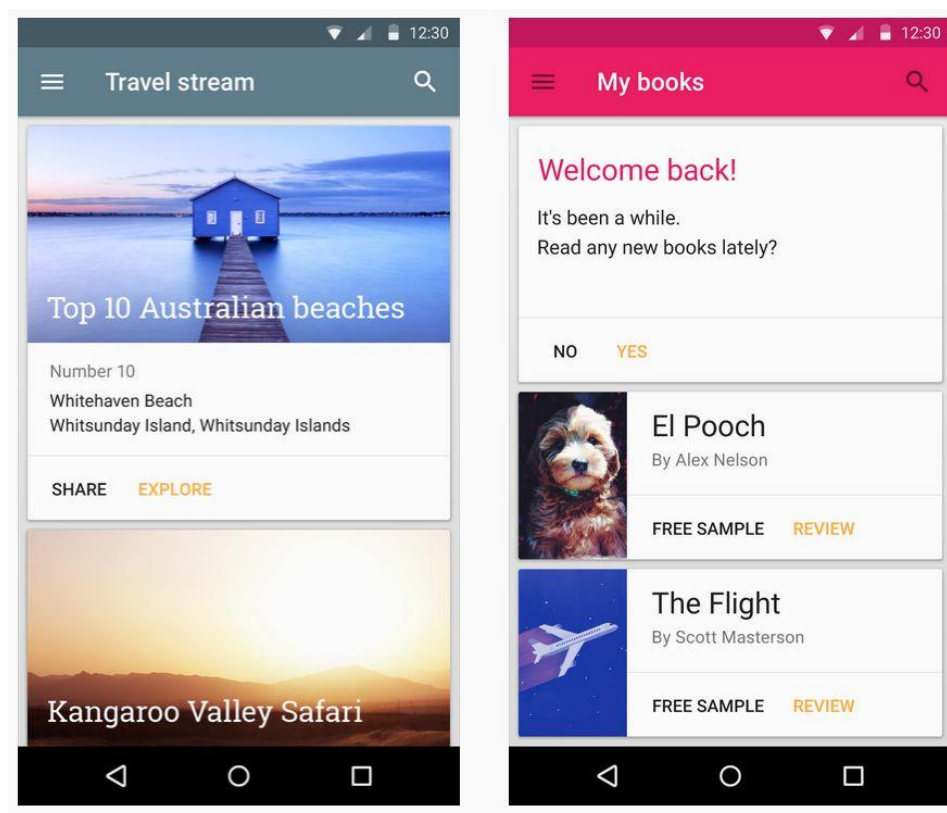 12:30
Travel stream
Top 10 Australian beaches
Number 10
Whitehaven Beach
Whitsunday Island, Whitsunday Islands
SHARE EXPLORE
Kangaroo Valley Safari
12:30
My books
Welcome back!
It's been a while.
Read any new books lately?
NO YES
El Pooch
By Alex Nelson
FREE SAMPLE REVIEW
The Flight
By Scott Masterson
FREE SAMPLE REVIEW